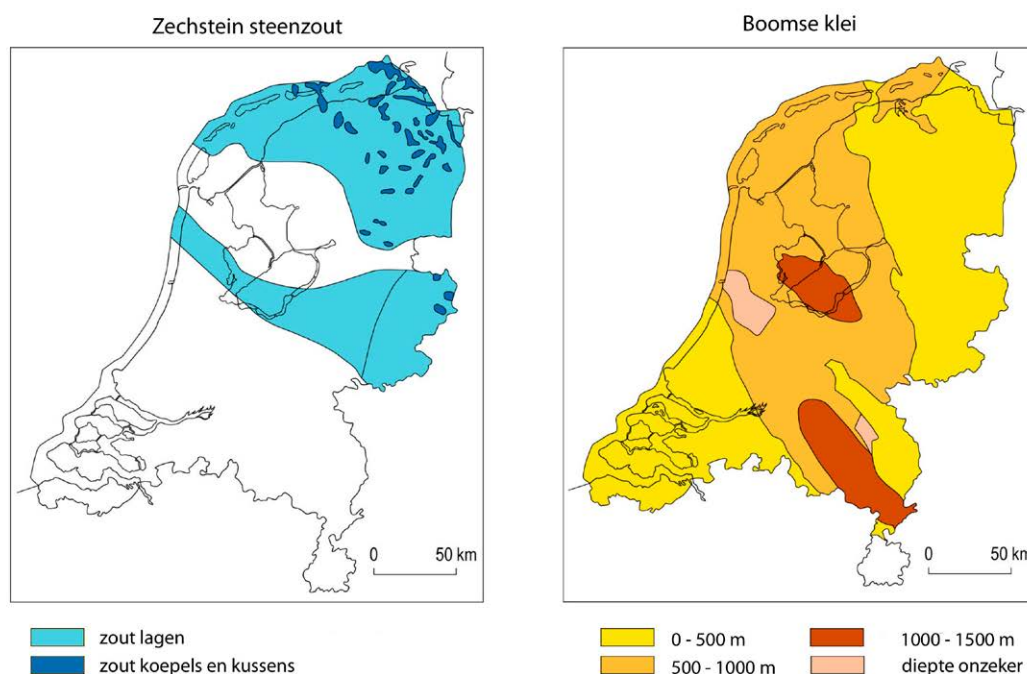 Zechstein steenzout
0 50 km
zout lagen
zout koepels en kussens
Boomse klei
0 50 km
0 - 500 m
500 - 1000 m
1000 - 1500 m
diepte onzeker